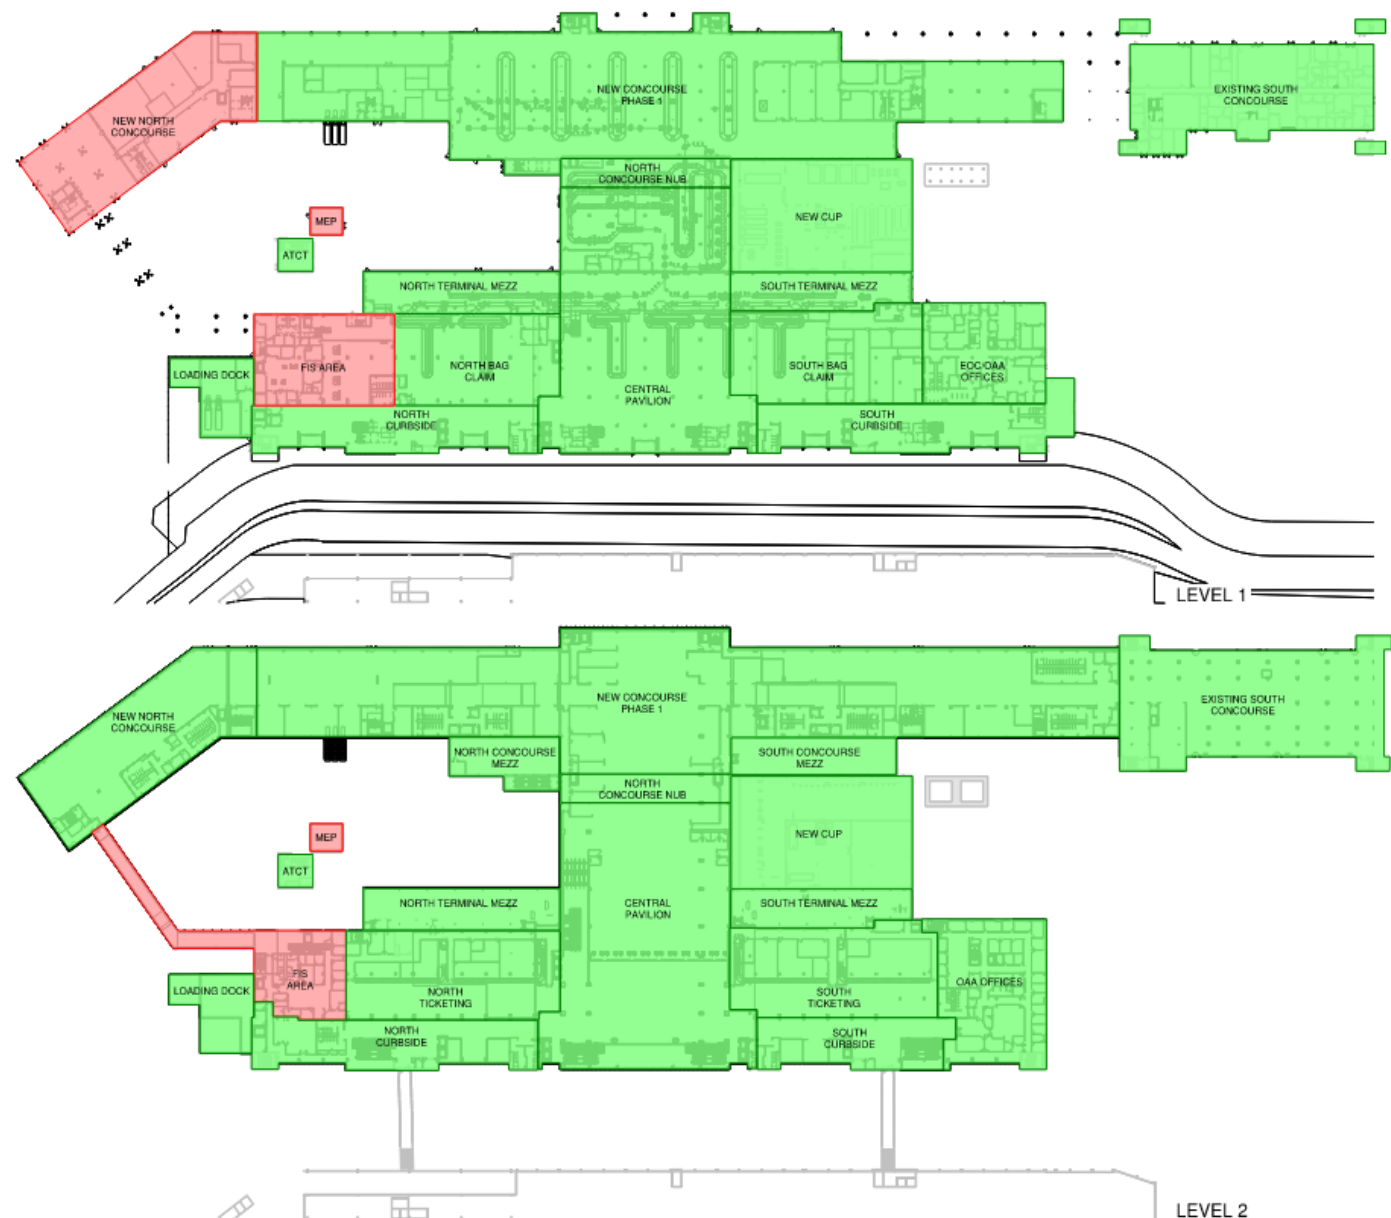 NEW CONCOURSE
PHASE 1
EXISTING SOUTH
CONCOURSE
NEW NORTH
CONCOURSE
NORTH
CONCOURSE NUB
NEW CUP
MEP
ATCT
NORTH TERMINAL MEZZ
SOUTH TERMINAL MEZZ
LOADING DOCK
FIS AREA
NORTH BAG
CLAIM
CENTRAL
PAVILION
SOUTH BAG
CLAIM
EOC/OAA
OFFICES
NORTH
CURBSIDE
SOUTH
CURBSIDE
LEVEL 1
NEW NORTH
CONCOURSE
NEW CONCOURSE
PHASE 1
EXISTING SOUTH
CONCOURSE
NORTH CONCOURSE
MEZZ
SOUTH CONCOURSE
MEZZ
NORTH
CONCOURSE NUB
NEW CUP
MEP
ATCT
NORTH TERMINAL MEZZ
CENTRAL
PAVILION
SOUTH TERMINAL MEZZ
LOADING DOCK
FIS
AREA
NORTH
TICKETING
SOUTH
TICKETING
OAA OFFICES
NORTH
CURBSIDE
SOUTH
CURBSIDE
LEVEL 2